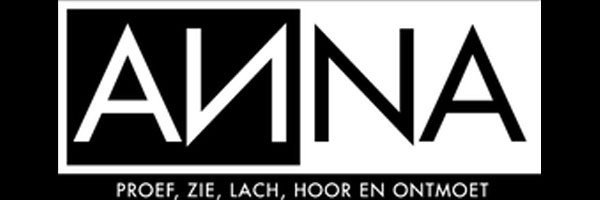 AИNA
PROEF, ZIE, LACH, HOOR EN ONTMOET